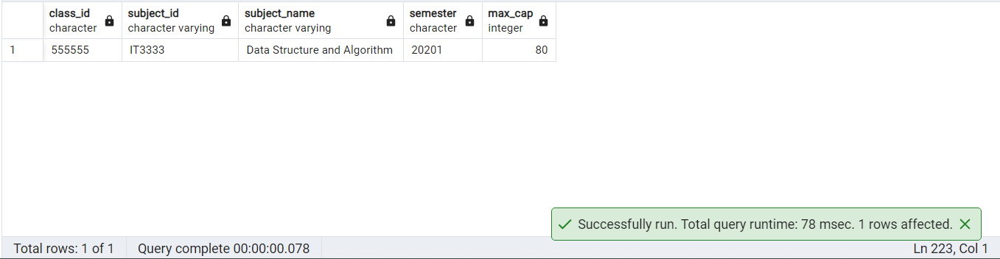 class_id subject_id subject_name semester max_cap
character character varying character varying character integer
1 555555 IT3333 Data Structure and Algorithm 20201 80
Successfully run. Total query runtime: 78 msec. 1 rows affected.
Total rows: 1 of 1 Query complete 00:00:00.078 Ln 223, Col 1